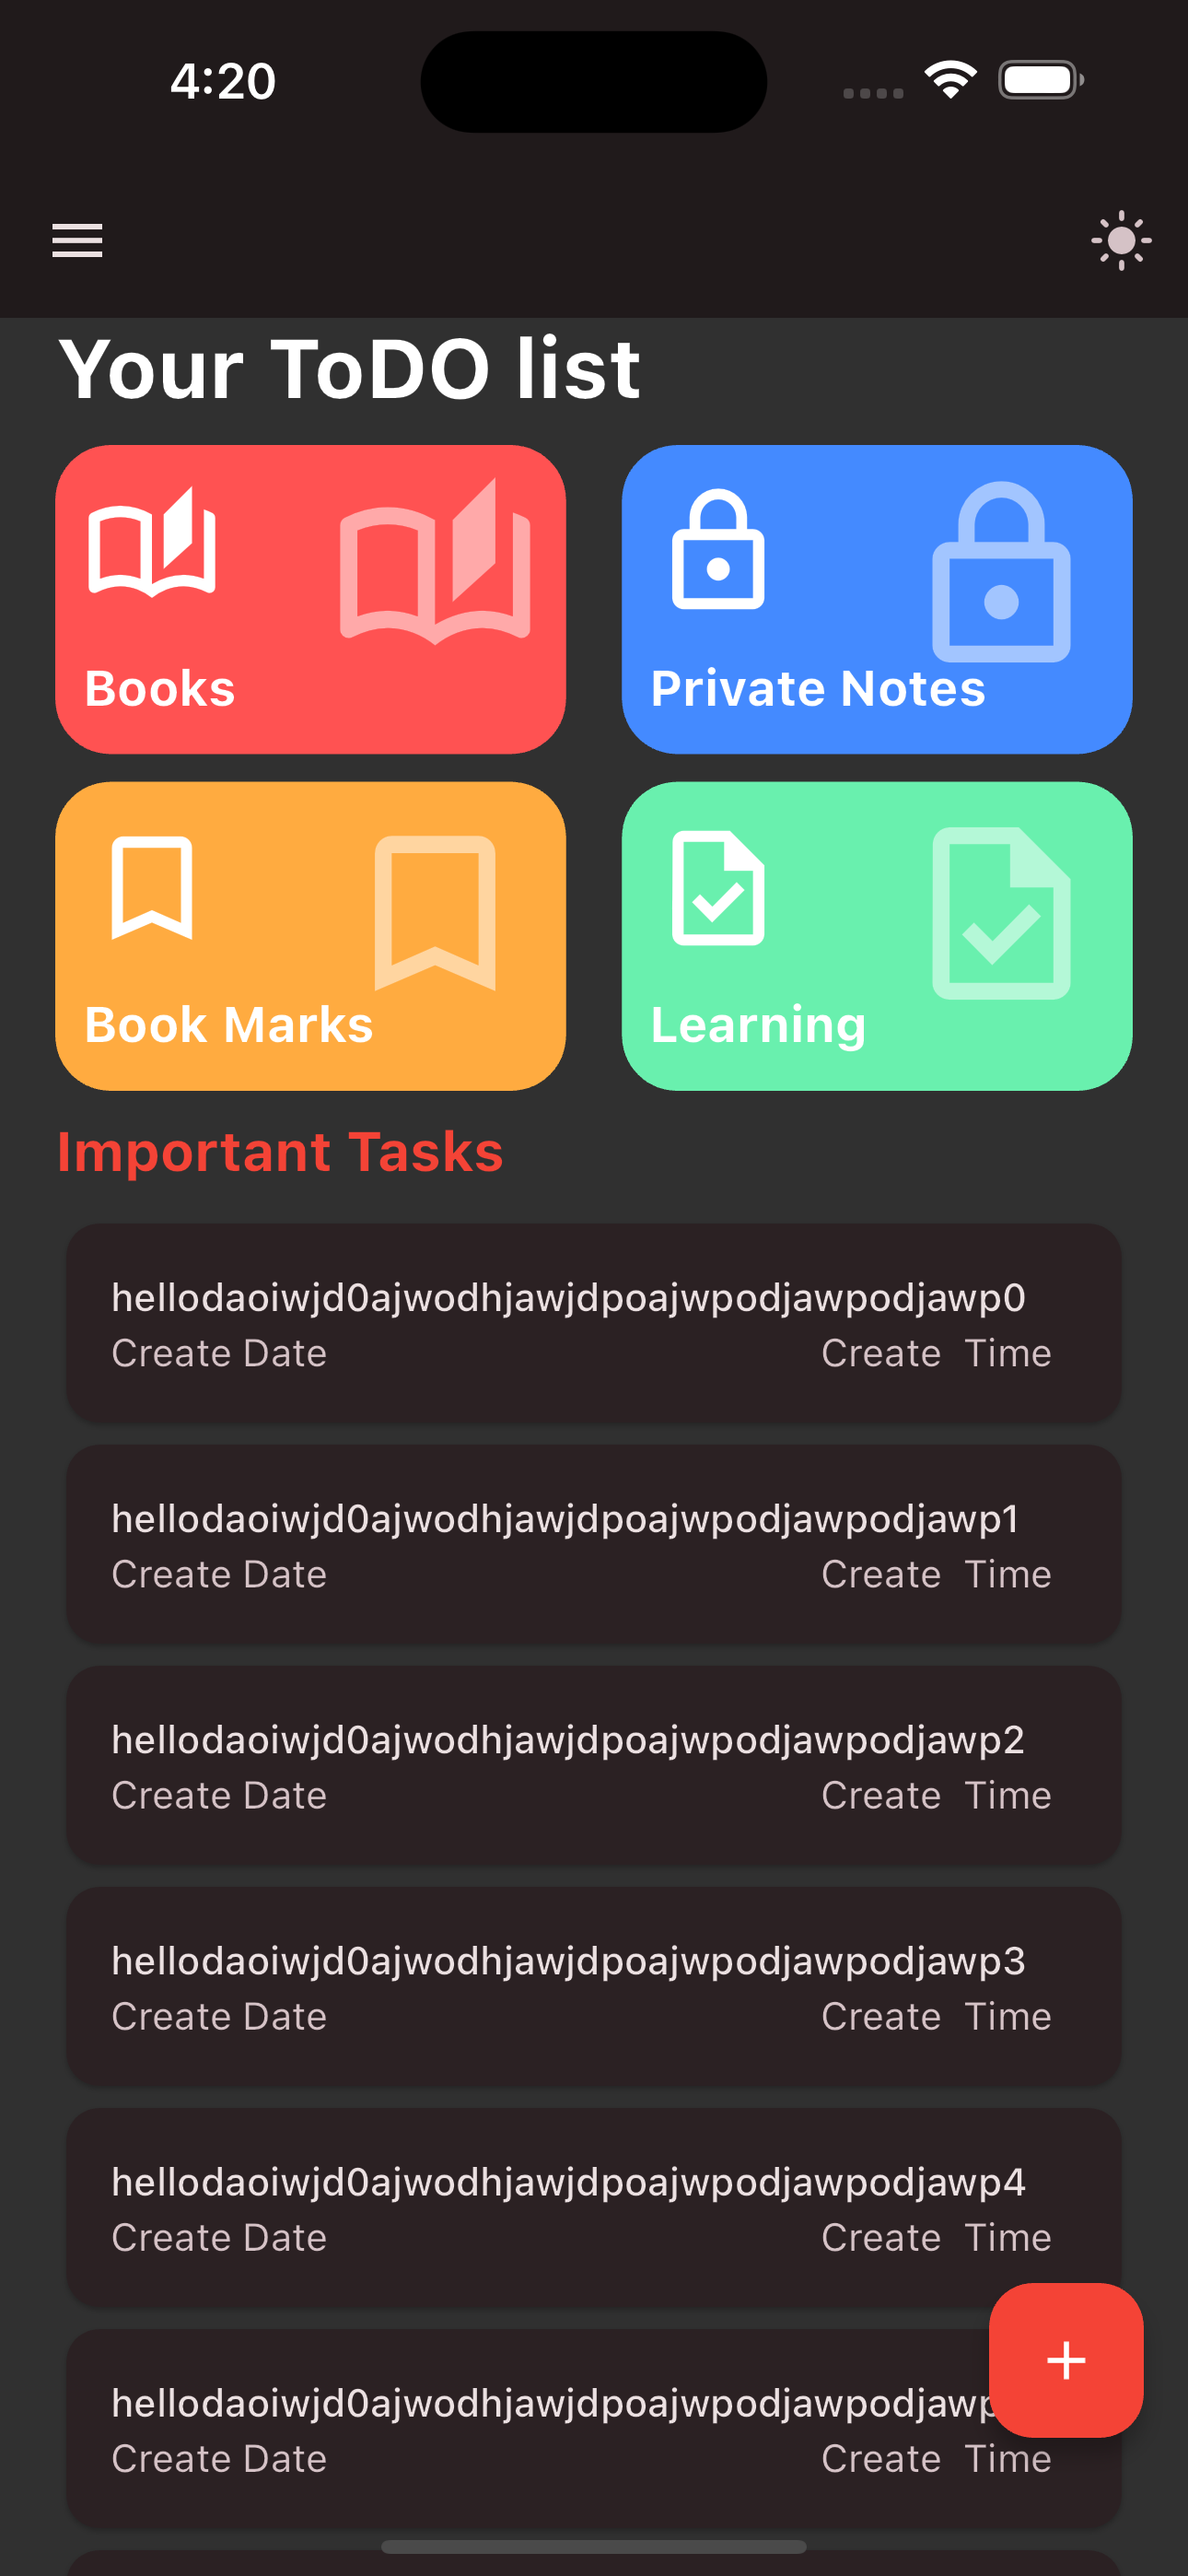 4:20
Your ToDO list
Books
Private Notes
Book Marks
Learning
Important Tasks
hellodaoiwjd0ajwodhjawjdpoajwpodjawpodjawp0
Create Date Create  Time
hellodaoiwjd0ajwodhjawjdpoajwpodjawpodjawp1
Create Date Create  Time
hellodaoiwjd0ajwodhjawjdpoajwpodjawpodjawp2
Create Date Create  Time
hellodaoiwjd0ajwodhjawjdpoajwpodjawpodjawp3
Create Date Create  Time
hellodaoiwjd0ajwodhjawjdpoajwpodjawpodjawp4
Create Date Create  Time
hellodaoiwjd0ajwodhjawjdpoajwpodjawpodjawp
Create Date Create  Time